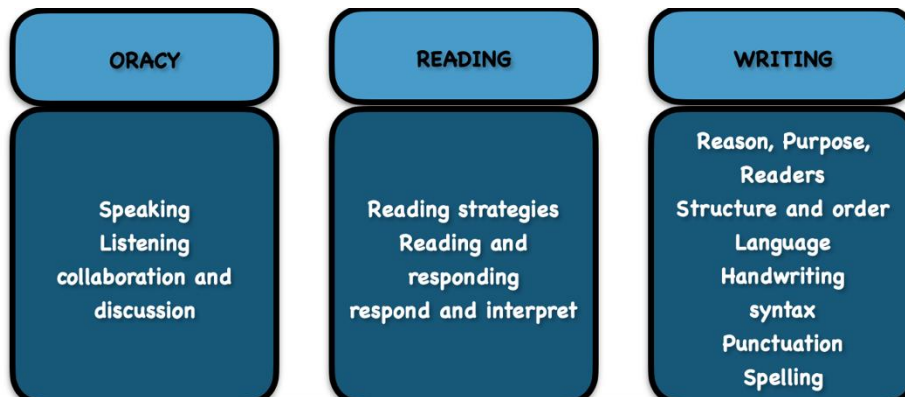 ORACY
Speaking
Listening
collaboration and
discussion
READING
Reading strategies
Reading and
responding
respond and interpret
WRITING
Reason, Purpose,
Readers
Structure and order
Language
Handwriting
syntax
Punctuation
Spelling